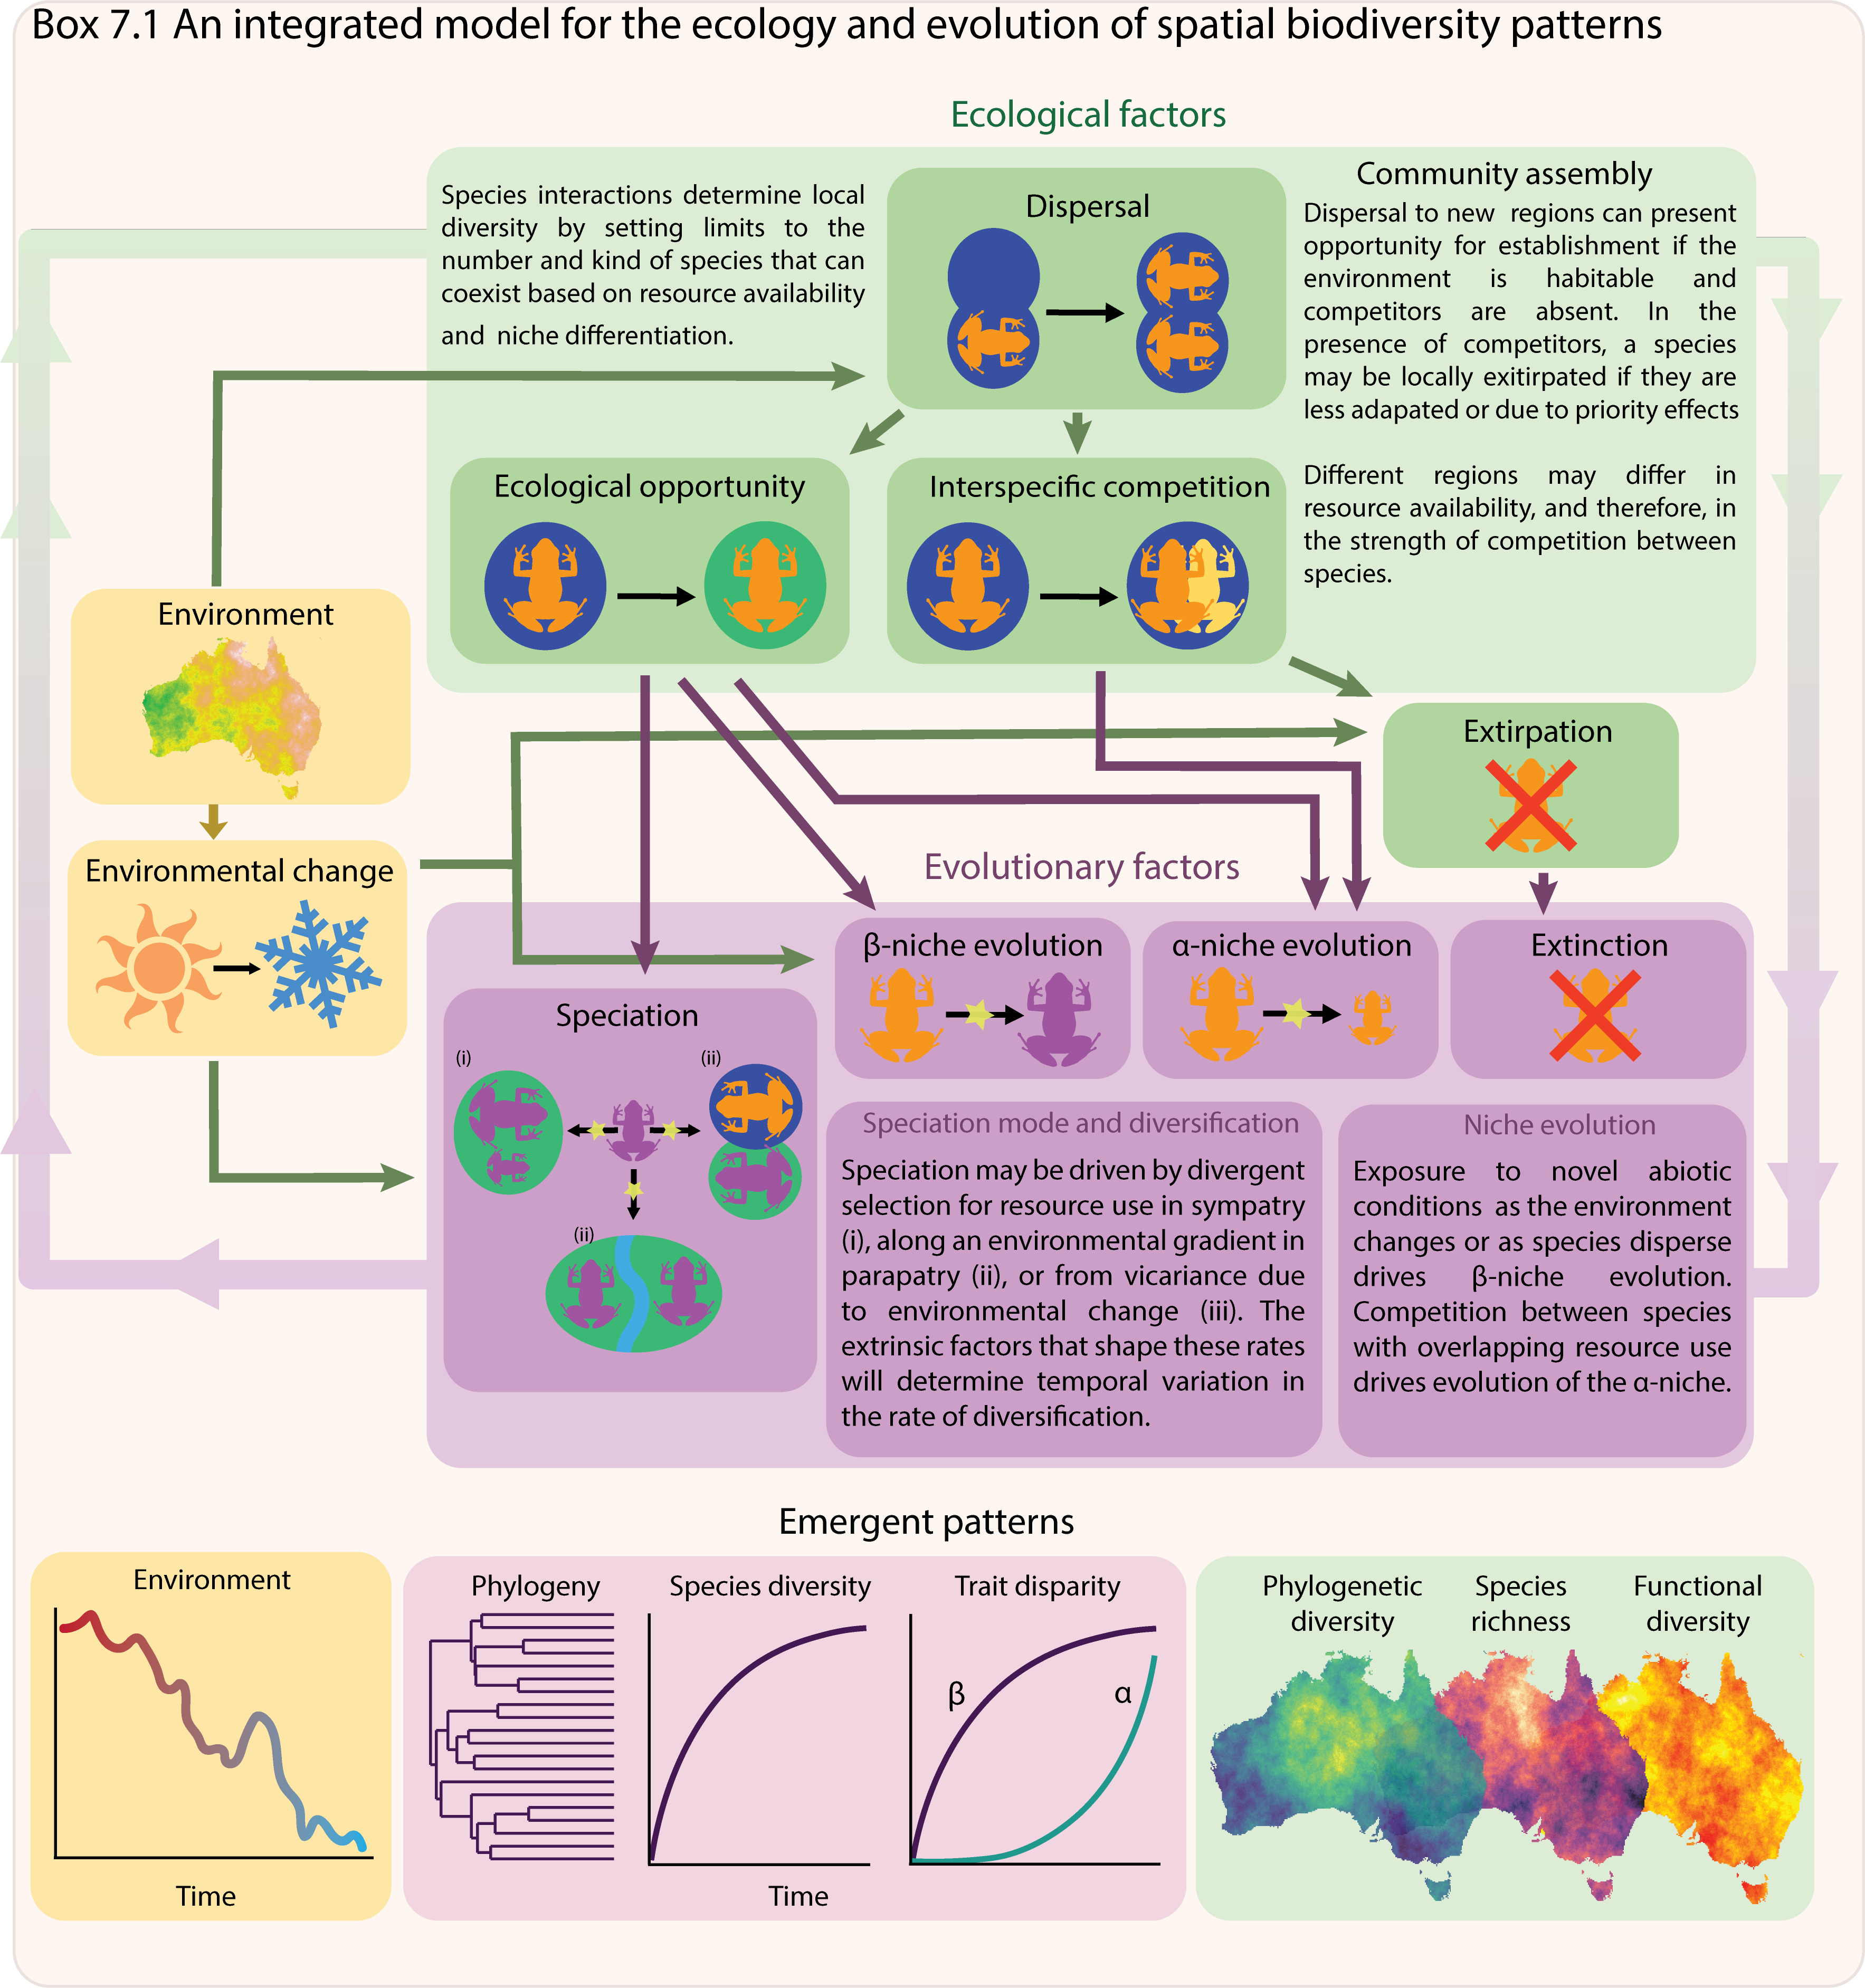 Box 7.1 An integrated model for the ecology and evolution of spatial biodiversity patterns
Ecological factors
Species interactions determine local
diversity by setting limits to the
number and kind of species that can
coexist based on resource availability
and niche differentiation.
Dispersal
Community assembly
Dispersal to new regions can present
opportunity for establishment if the
environment is habitable and
competitors are absent. In the
presence of competitors, a species
may be locally exitirpated if they are
less adapated or due to priority effects
Different regions may differ in
resource availability, and therefore, in
the strength of competition between
species.
Ecological opportunity
Interspecific competition
Environment
Extirpation
Environmental change
Evolutionary factors
β-niche evolution
α-niche evolution
Extinction
Speciation
(i)
(ii)
(ii)
Speciation mode and diversification
Speciation may be driven by divergent
selection for resource use in sympatry
(i), along an environmental gradient in
parapatry (ii), or from vicariance due
to environmental change (iii). The
extrinsic factors that shape these rates
will determine temporal variation in
the rate of diversification.
Niche evolution
Exposure to novel abiotic
conditions as the environment
changes or as species disperse
drives β-niche evolution.
Competition between species
with overlapping resource use
drives evolution of the α-niche.
Emergent patterns
Environment
Time
Phylogeny
Species diversity
Trait disparity
β
α
Time
Phylogenetic
diversity
Species
richness
Functional
diversity